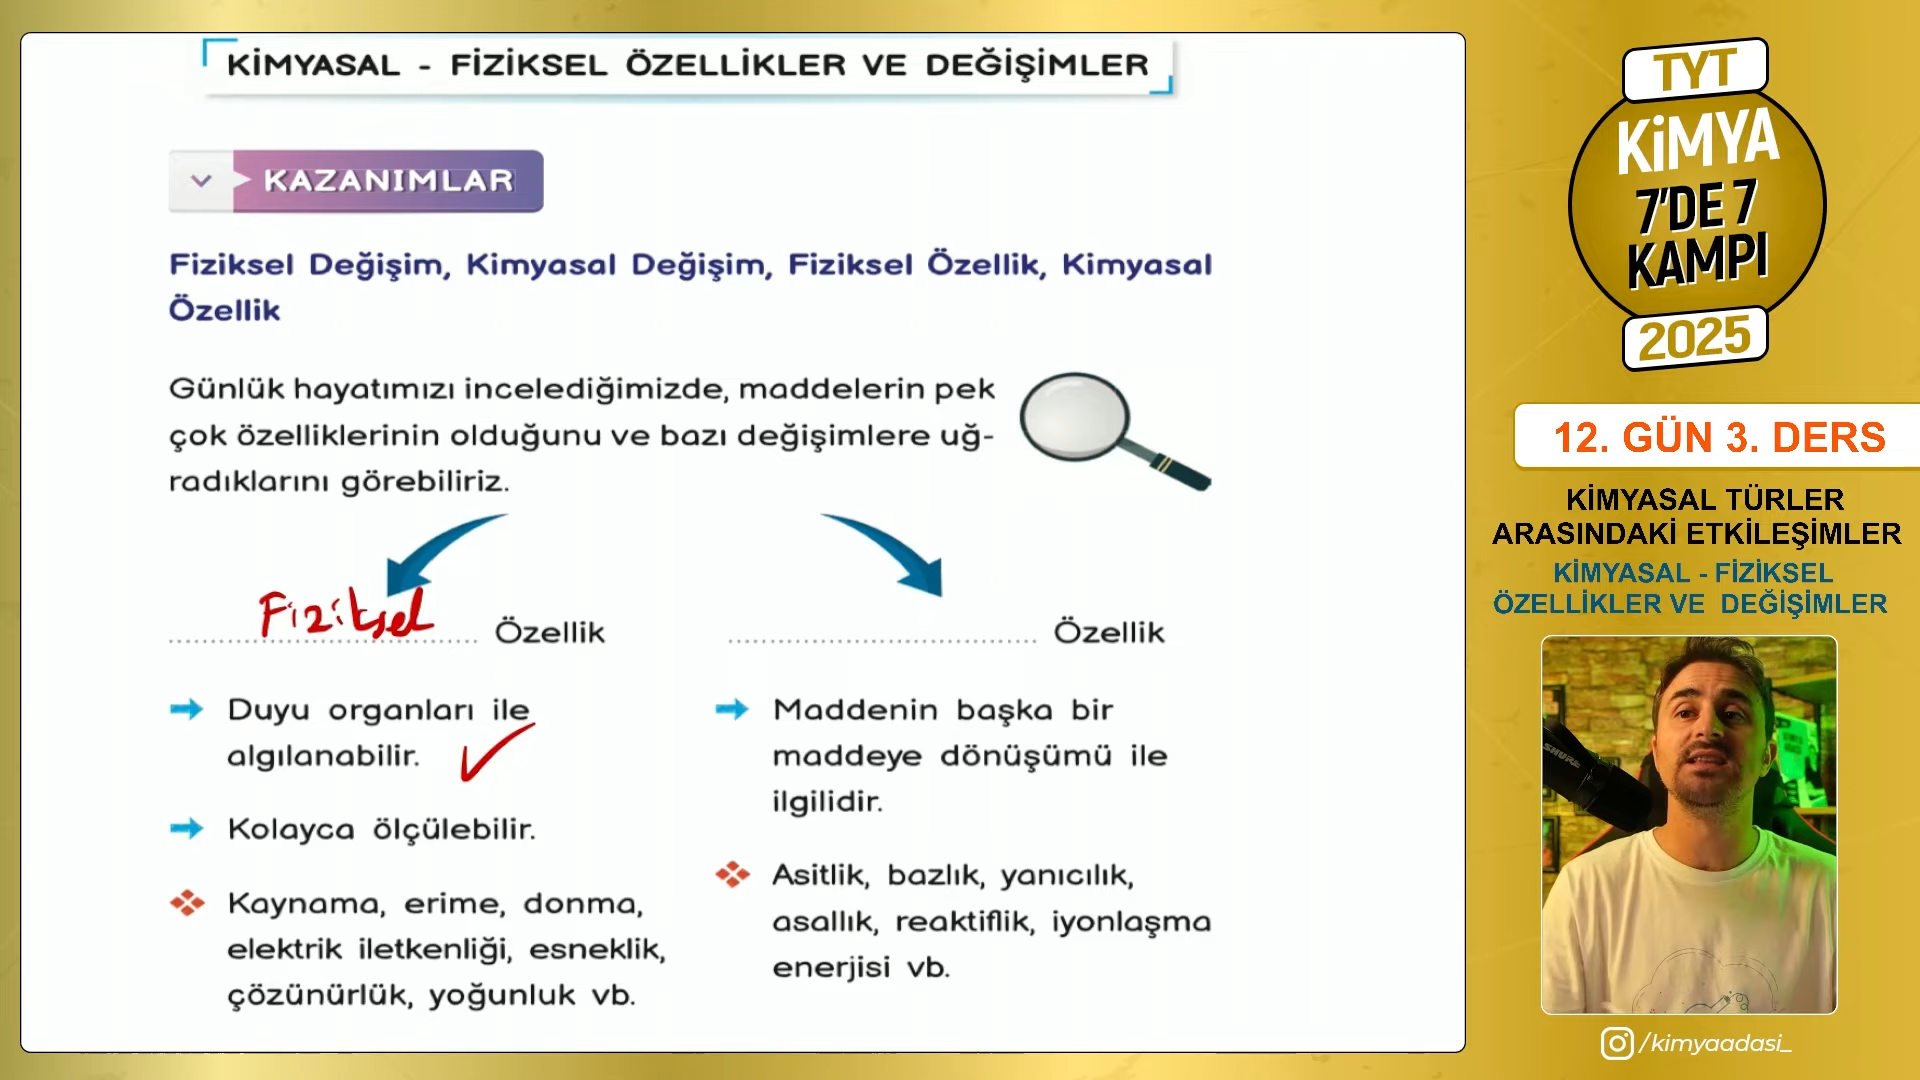 KİMYASAL - FİZİKSEL ÖZELLİKLER VE DEĞİŞİMLER
KAZANIMLAR
Fiziksel Değişim, Kimyasal Değişim, Fiziksel Özellik, Kimyasal
Özellik
Günlük hayatımızı incelediğimizde, maddelerin pek
çok özelliklerinin olduğunu ve bazı değişimlere uğ-
radıklarını görebiliriz.
Fiziksel Özellik
Duyu organları ile
algılanabilir.
Kolayca ölçülebilir.
Kaynama, erime, donma,
elektrik iletkenliği, esneklik,
çözünürlük, yoğunluk vb.
Özellik
Maddenin başka bir
maddeye dönüşümü ile
ilgilidir.
Asitlik, bazlık, yanıcılık,
asallık, reaktiflik, iyonlaşma
enerjisi vb.
TYT
KİMYA
7'DE 7
KAMPI
2025
12. GÜN 3. DERS
KİMYASAL TÜRLER
ARASINDAKİ ETKİLEŞİMLER
KİMYASAL - FİZİKSEL
ÖZELLİKLER VE DEĞİŞİMLER
SHURE
/kimyaadasi_